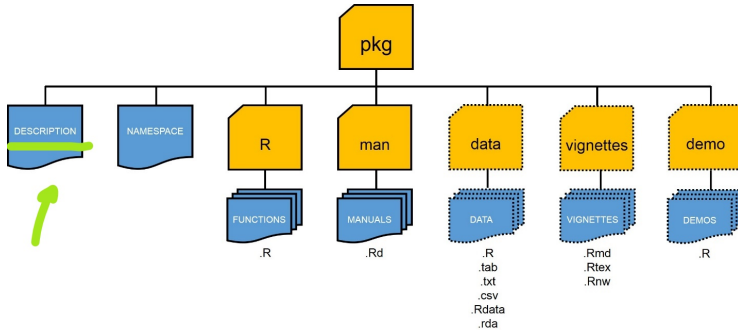 pkg
DESCRIPTION
NAMESPACE
R
man
data
vignettes
demo
FUNCTIONS
MANUALS
DATA
VIGNETTES
DEMOS
.R
.Rd
.R
.tab
.txt
.csv
.Rdata
.rda
.Rmd
.Rtex
.Rnw
.R